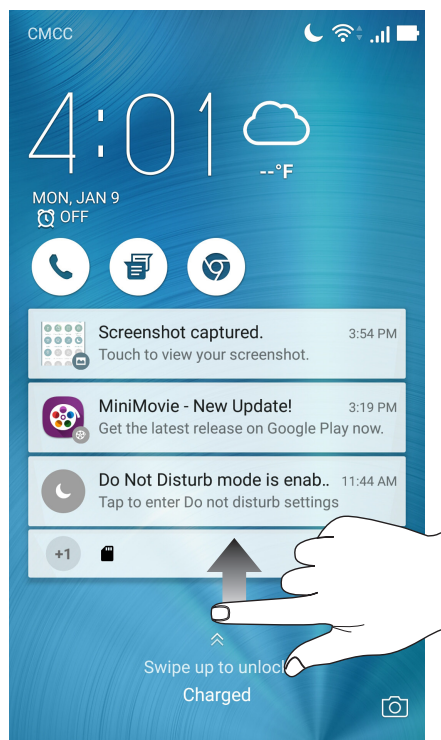 CMCC
4:01
--°F
MON, JAN 9
OFF
Screenshot captured. 3:54 PM
Touch to view your screenshot.
MiniMovie - New Update! 3:19 PM
Get the latest release on Google Play now.
Do Not Disturb mode is enab.. 11:44 AM
Tap to enter Do not disturb settings
+1
Swipe up to unloc
Charged